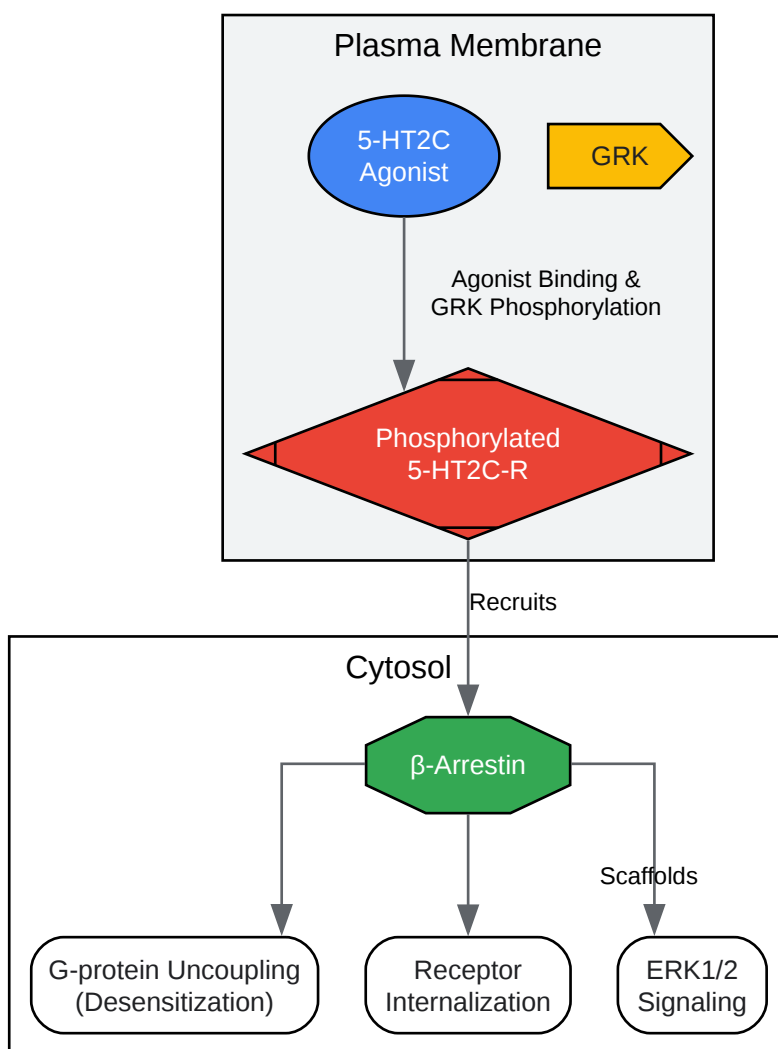 Plasma Membrane
5-HT2C
Agonist
GRK
Agonist Binding &
GRK Phosphorylation
Phosphorylated
5-HT2C-R
Recruits
Cytosol
β-Arrestin
Scaffolds
G-protein Uncoupling
(Desensitization)
Receptor
Internalization
ERK1/2
Signaling